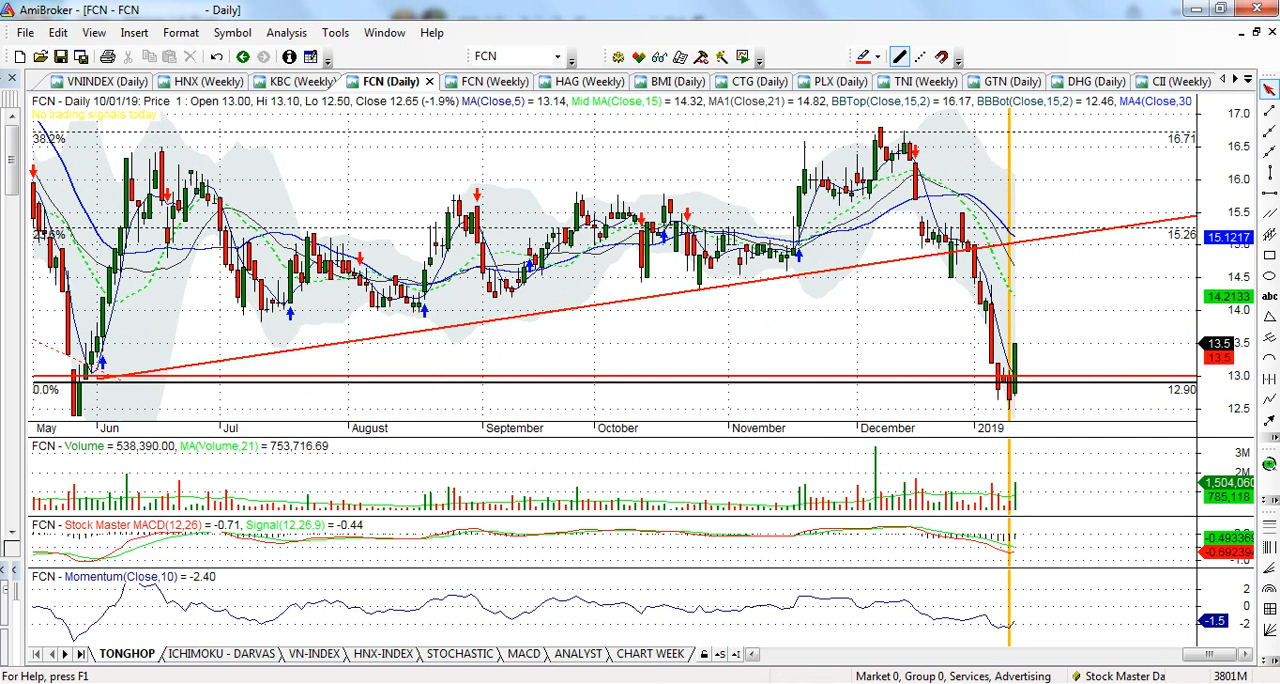 AmiBroker - [FCN - FCN - Daily]
File Edit View Insert Format Symbol Analysis Tools Window Help
FCN
VNINDEX (Daily) HNX (Weekly) KBC (Weekly) FCN (Daily) FCN (Weekly) HAG (Weekly) BMI (Daily) CTG (Daily) PLX (Daily) TNI (Weekly) GTN (Daily) DHG (Daily) CII (Weekly)
FCN - Daily 10/01/19: Price 1 : Open 13.00, Hi 13.10, Lo 12.50, Close 12.65 (-1.9%) MA(Close,5) = 13.14, Mid MA(Close,15) = 14.32, MA1(Close,21) = 14.82, BBTop(Close,15,2) = 16.17, BBBot(Close,15,2) = 12.46, MA4(Close,30
No trading signals today
17.0
38.2%
16.71
16.5
16.0
15.5
23.6%
15.26
15.1217
15.0
14.5
14.2133
14.0
13.5
13.5
13.5
13.0
0.0%
12.90
12.5
May Jun Jul August September October November December 2019
FCN - Volume = 538,390.00, MA(Volume,21) = 753,716.69
3M
2M
1,504,060
785,118
FCN - Stock Master MACD(12,26) = -0.71, Signal(12,26,9) = -0.44
-0.493369
-0.692394
-1.0
FCN - Momentum(Close,10) = -2.40
2
0
-1.5
-2
TONGHOP ICHIMOKU - DARVAS VN-INDEX HNX-INDEX STOCHASTIC MACD ANALYST CHART WEEK
For Help, press F1 Market 0, Group 0, Services, Advertising Stock Master Da 3801M